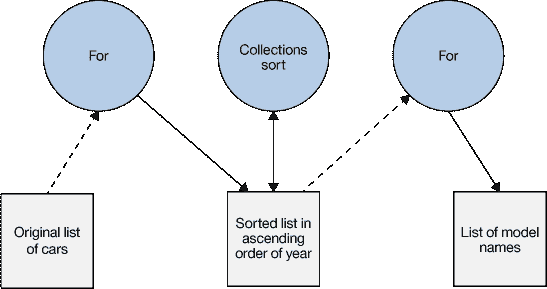 For
Collections
sort
For
Original list
of cars
Sorted list in
ascending
order of year
List of model
names